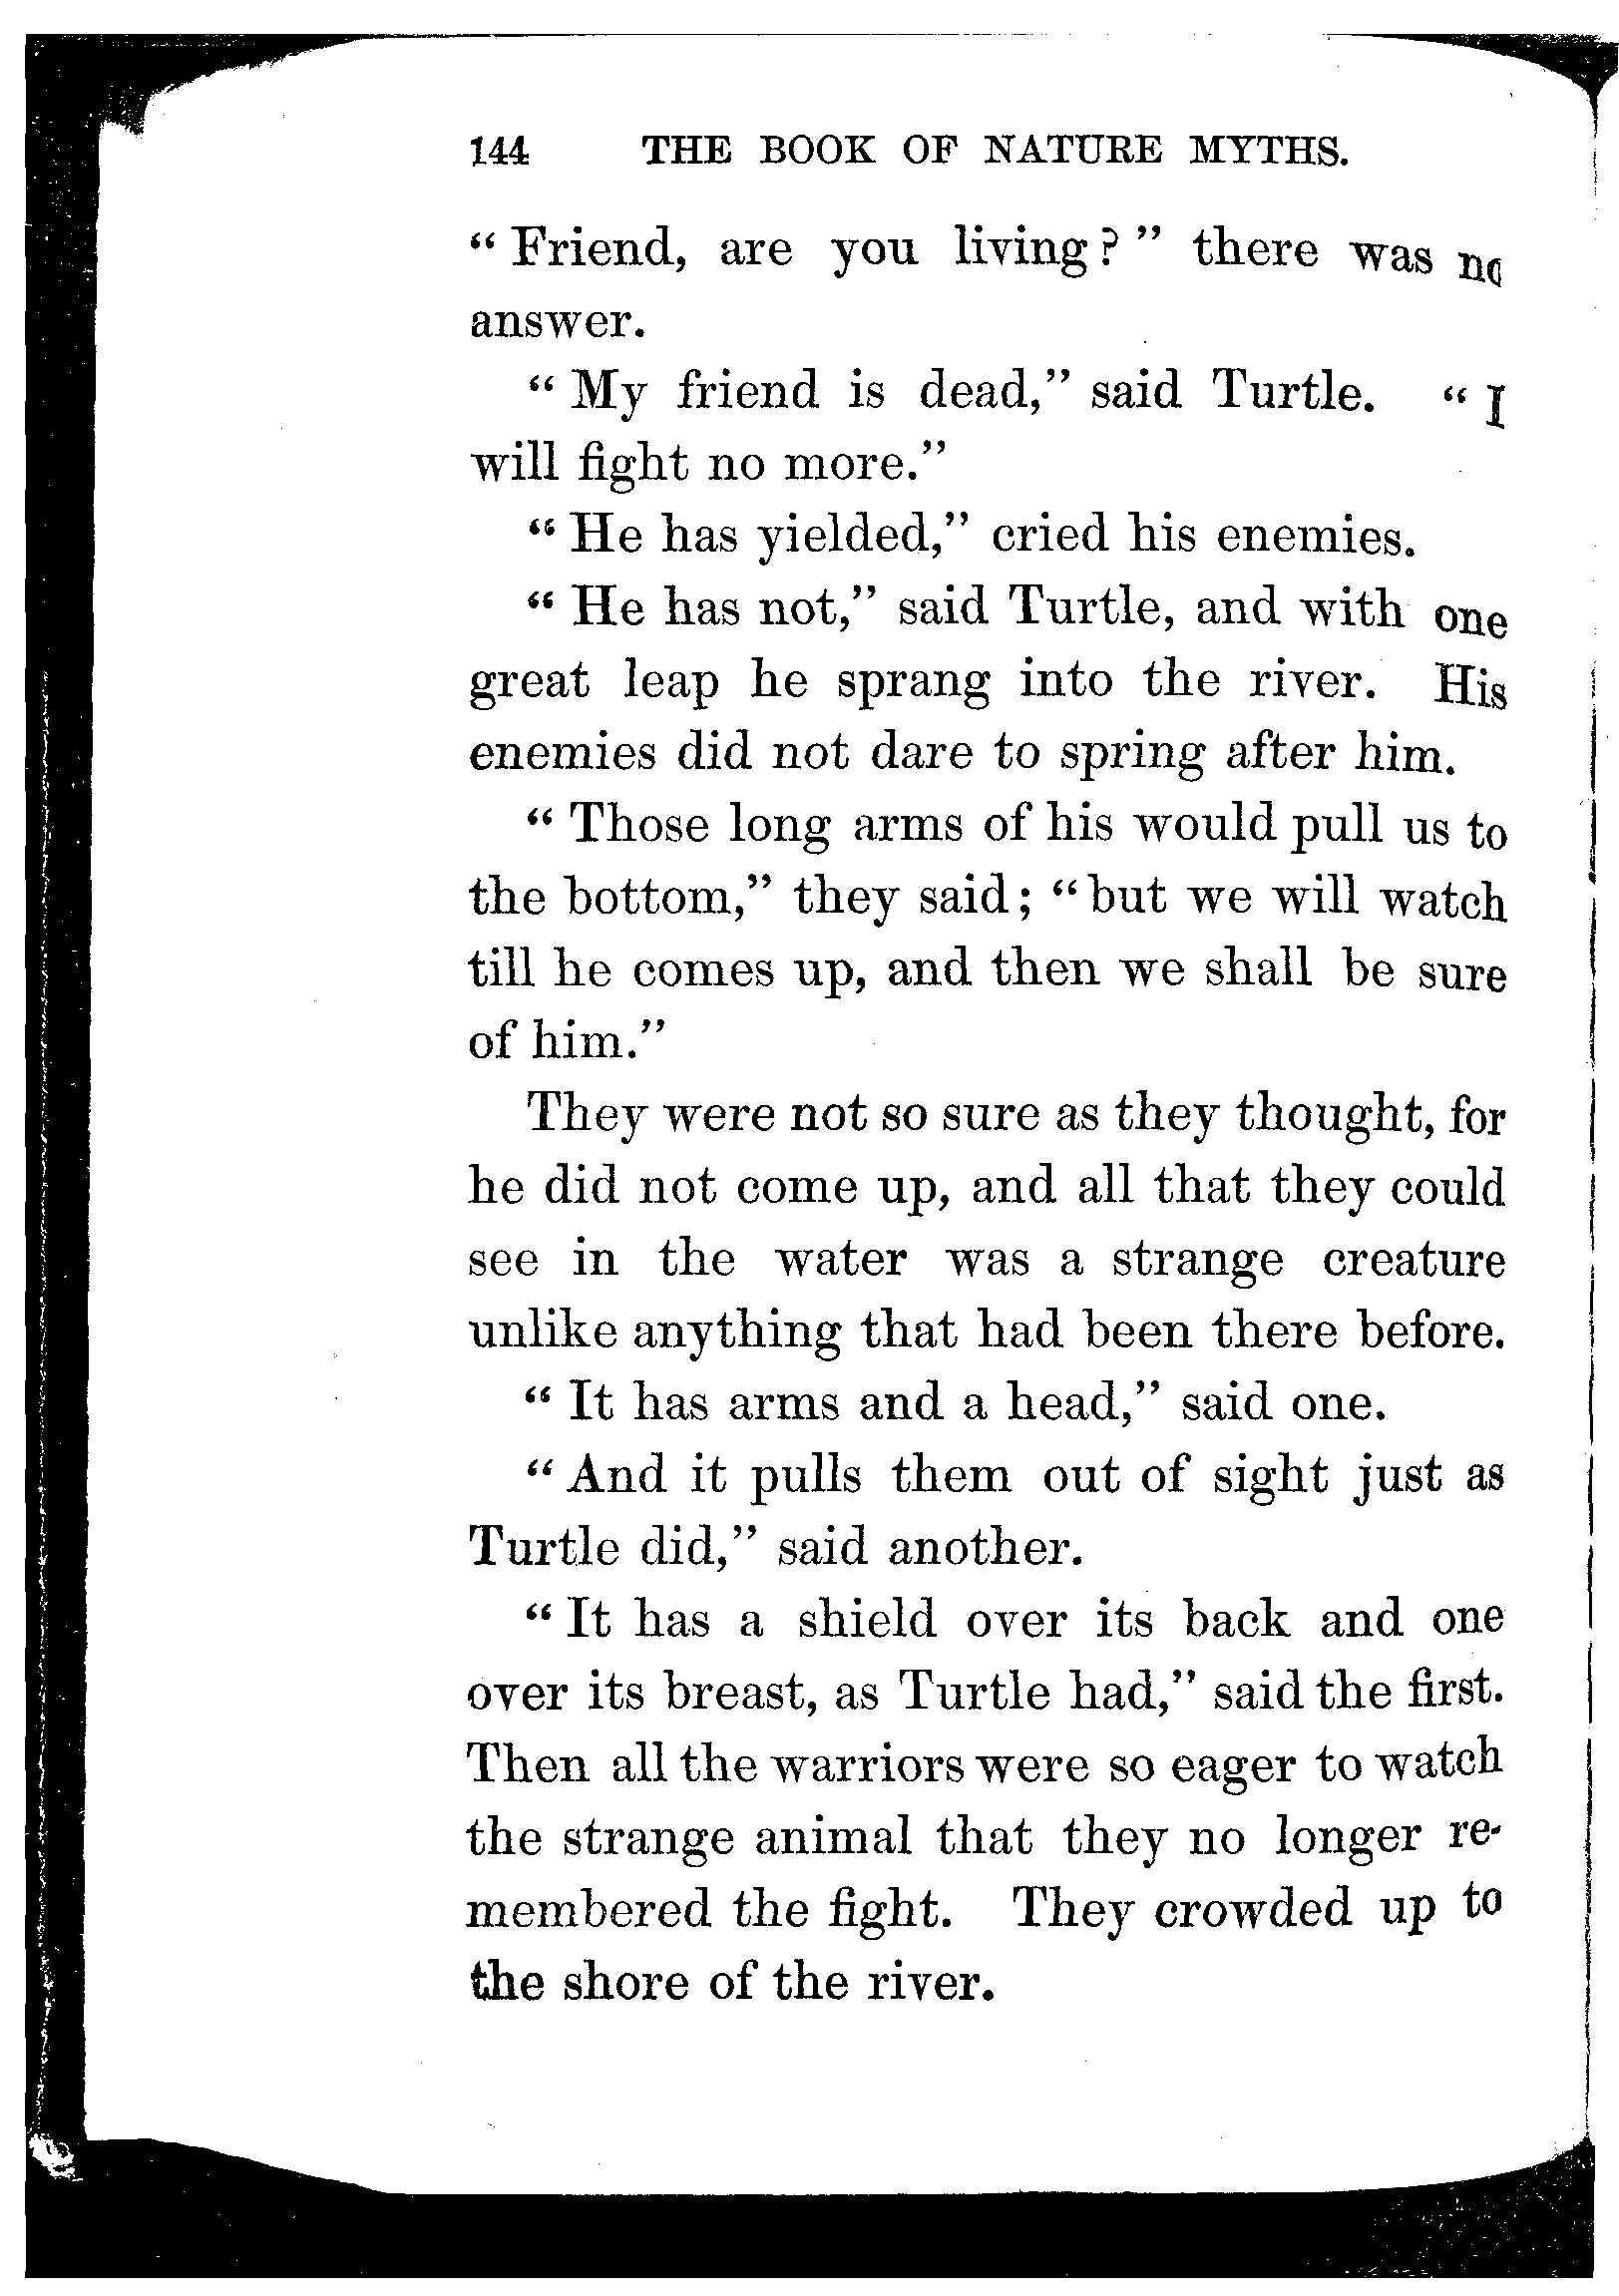 144 THE BOOK OF NATURE MYTHS.
“Friend, are you living?” there was no
answer.
“My friend is dead,” said Turtle. “I
will fight no more.”
“He has yielded,” cried his enemies.
“He has not,” said Turtle, and with one
great leap he sprang into the river. His
enemies did not dare to spring after him.
“Those long arms of his would pull us to
the bottom,” they said; “but we will watch
till he comes up, and then we shall be sure
of him.”
They were not so sure as they thought, for
he did not come up, and all that they could
see in the water was a strange creature
unlike anything that had been there before.
“It has arms and a head,” said one.
“And it pulls them out of sight just as
Turtle did,” said another.
“It has a shield over its back and one
over its breast, as Turtle had,” said the first.
Then all the warriors were so eager to watch
the strange animal that they no longer re-
membered the fight. They crowded up to
the shore of the river.